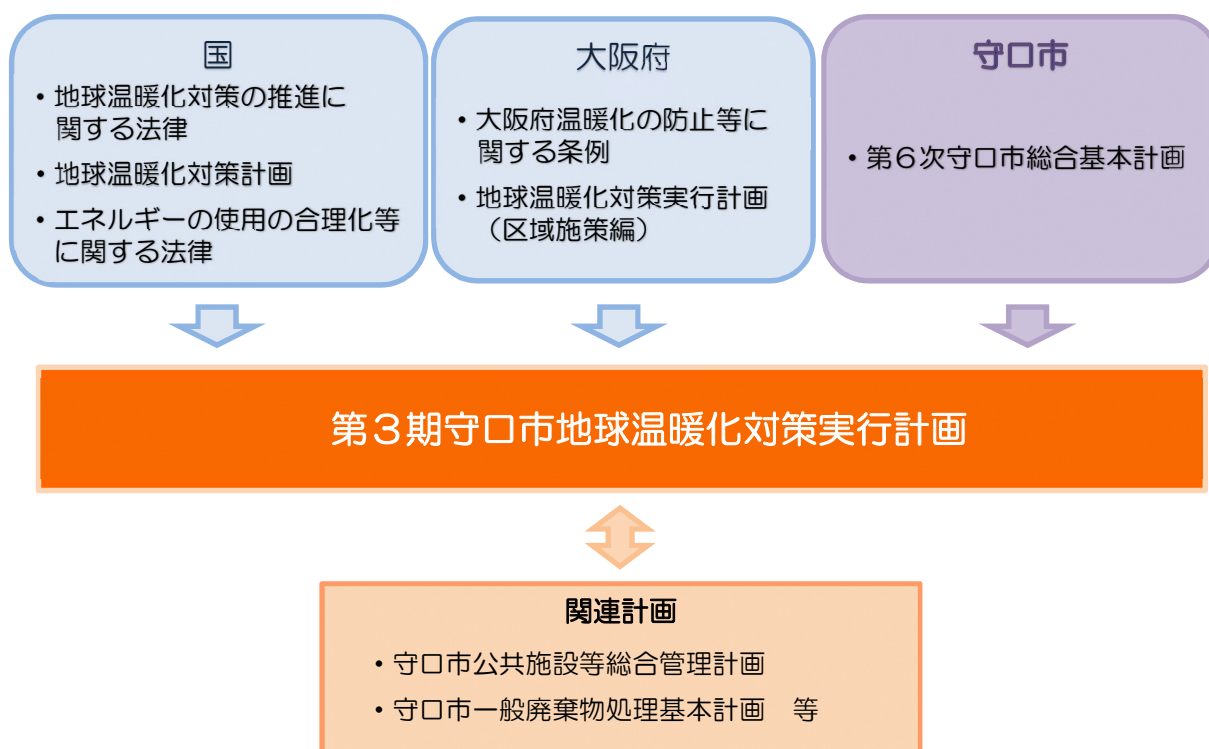 国
・地球温暖化対策の推進に
関する法律
・地球温暖化対策計画
・エネルギーの使用の合理化等
に関する法律
大阪府
・大阪府温暖化の防止等に
関する条例
・地球温暖化対策実行計画
（区域施策編）
守口市
・第６次守口市総合基本計画
第３期守口市地球温暖化対策実行計画
関連計画
・守口市公共施設等総合管理計画
・守口市一般廃棄物処理基本計画　等